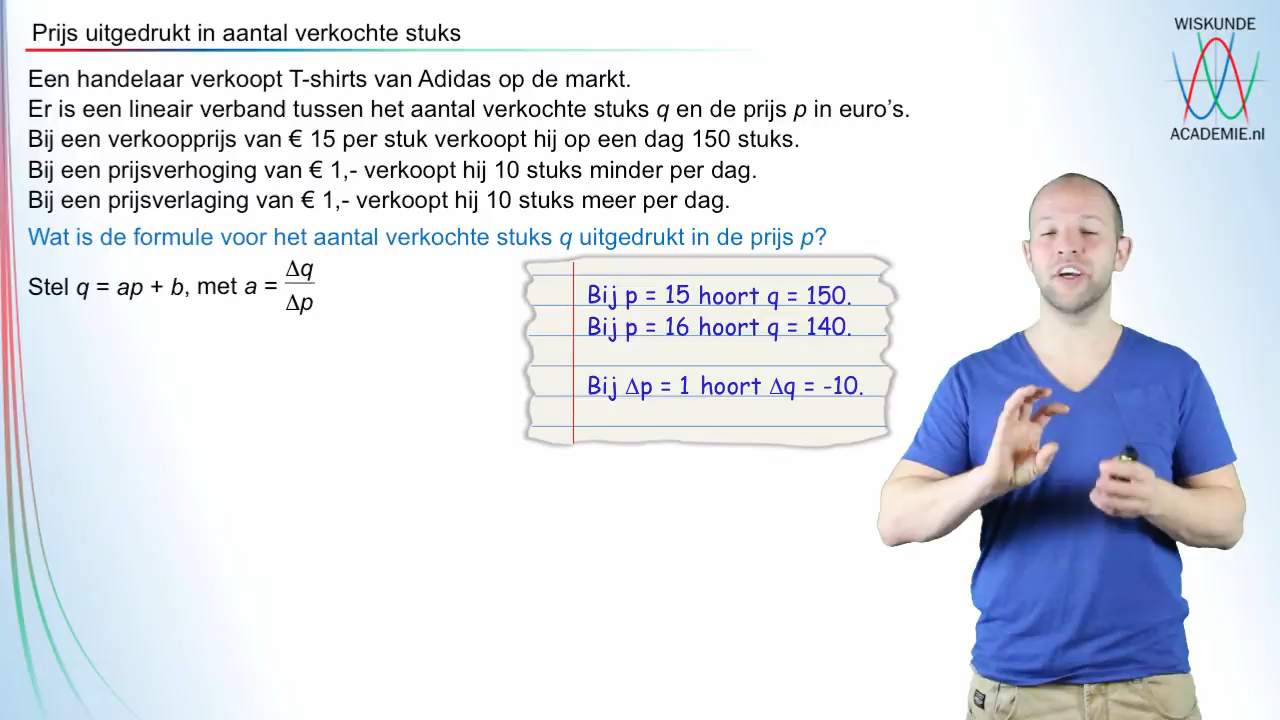 Prijs uitgedrukt in aantal verkochte stuks
WISKUNDE
ACADEMIE.nl
Een handelaar verkoopt T-shirts van Adidas op de markt.
Er is een lineair verband tussen het aantal verkochte stuks q en de prijs p in euro’s.
Bij een verkoopprijs van € 15 per stuk verkoopt hij op een dag 150 stuks.
Bij een prijsverhoging van € 1,- verkoopt hij 10 stuks minder per dag.
Bij een prijsverlaging van € 1,- verkoopt hij 10 stuks meer per dag.
Wat is de formule voor het aantal verkochte stuks q uitgedrukt in de prijs p?
Stel q = ap + b, met a = Δq/Δp
Bij p = 15 hoort q = 150.
Bij p = 16 hoort q = 140.
Bij Δp = 1 hoort Δq = -10.